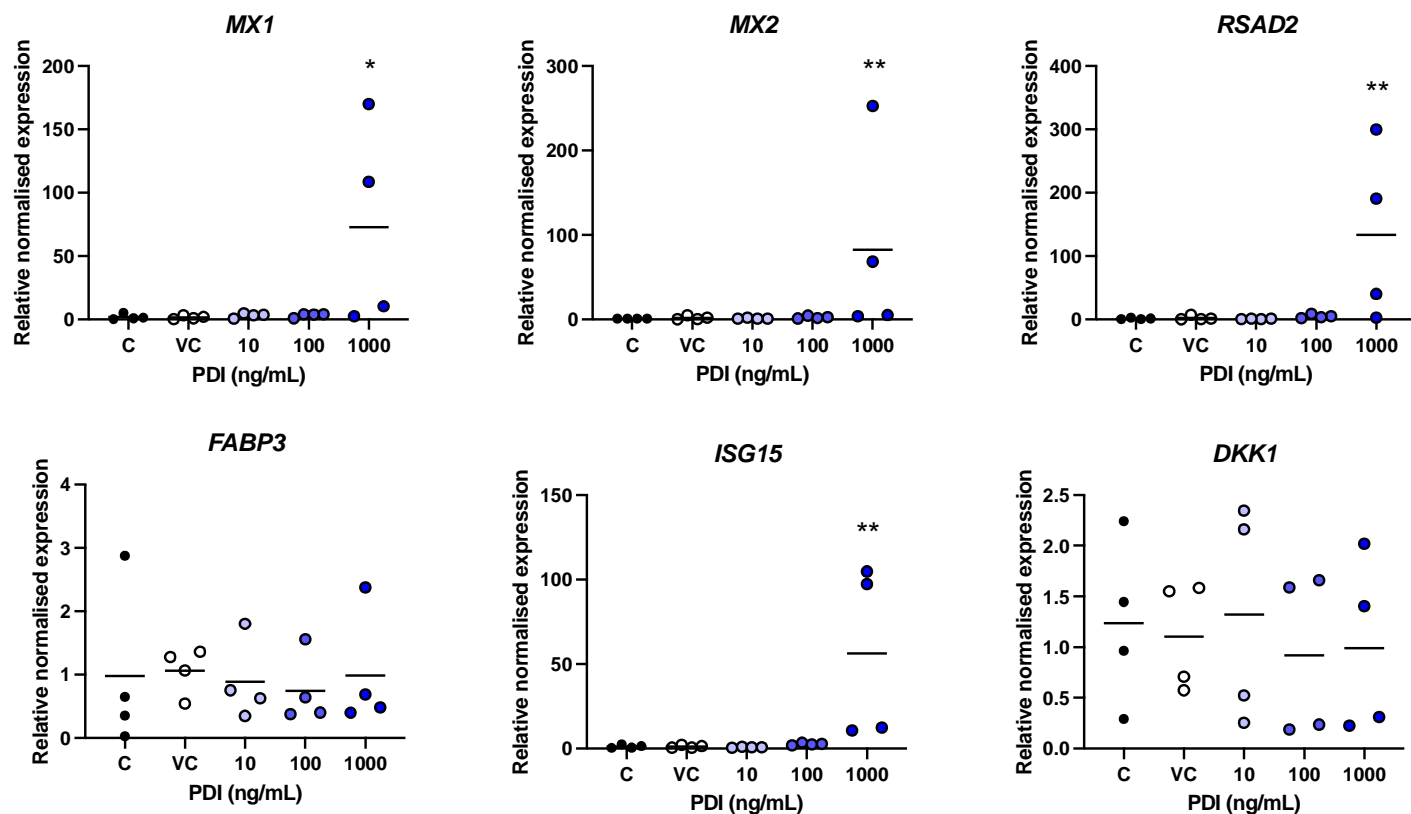 MX1
Relative normalised expression
200
150
100
50
0
*
C VC 10 100 1000
PDI (ng/mL)
MX2
Relative normalised expression
300
200
100
0
**
C VC 10 100 1000
PDI (ng/mL)
RSAD2
Relative normalised expression
400
300
200
100
0
**
C VC 10 100 1000
PDI (ng/mL)
FABP3
Relative normalised expression
4
3
2
1
0
C VC 10 100 1000
PDI (ng/mL)
ISG15
Relative normalised expression
150
100
50
0
**
C VC 10 100 1000
PDI (ng/mL)
DKK1
Relative normalised expression
2.5
2.0
1.5
1.0
0.5
0.0
C VC 10 100 1000
PDI (ng/mL)